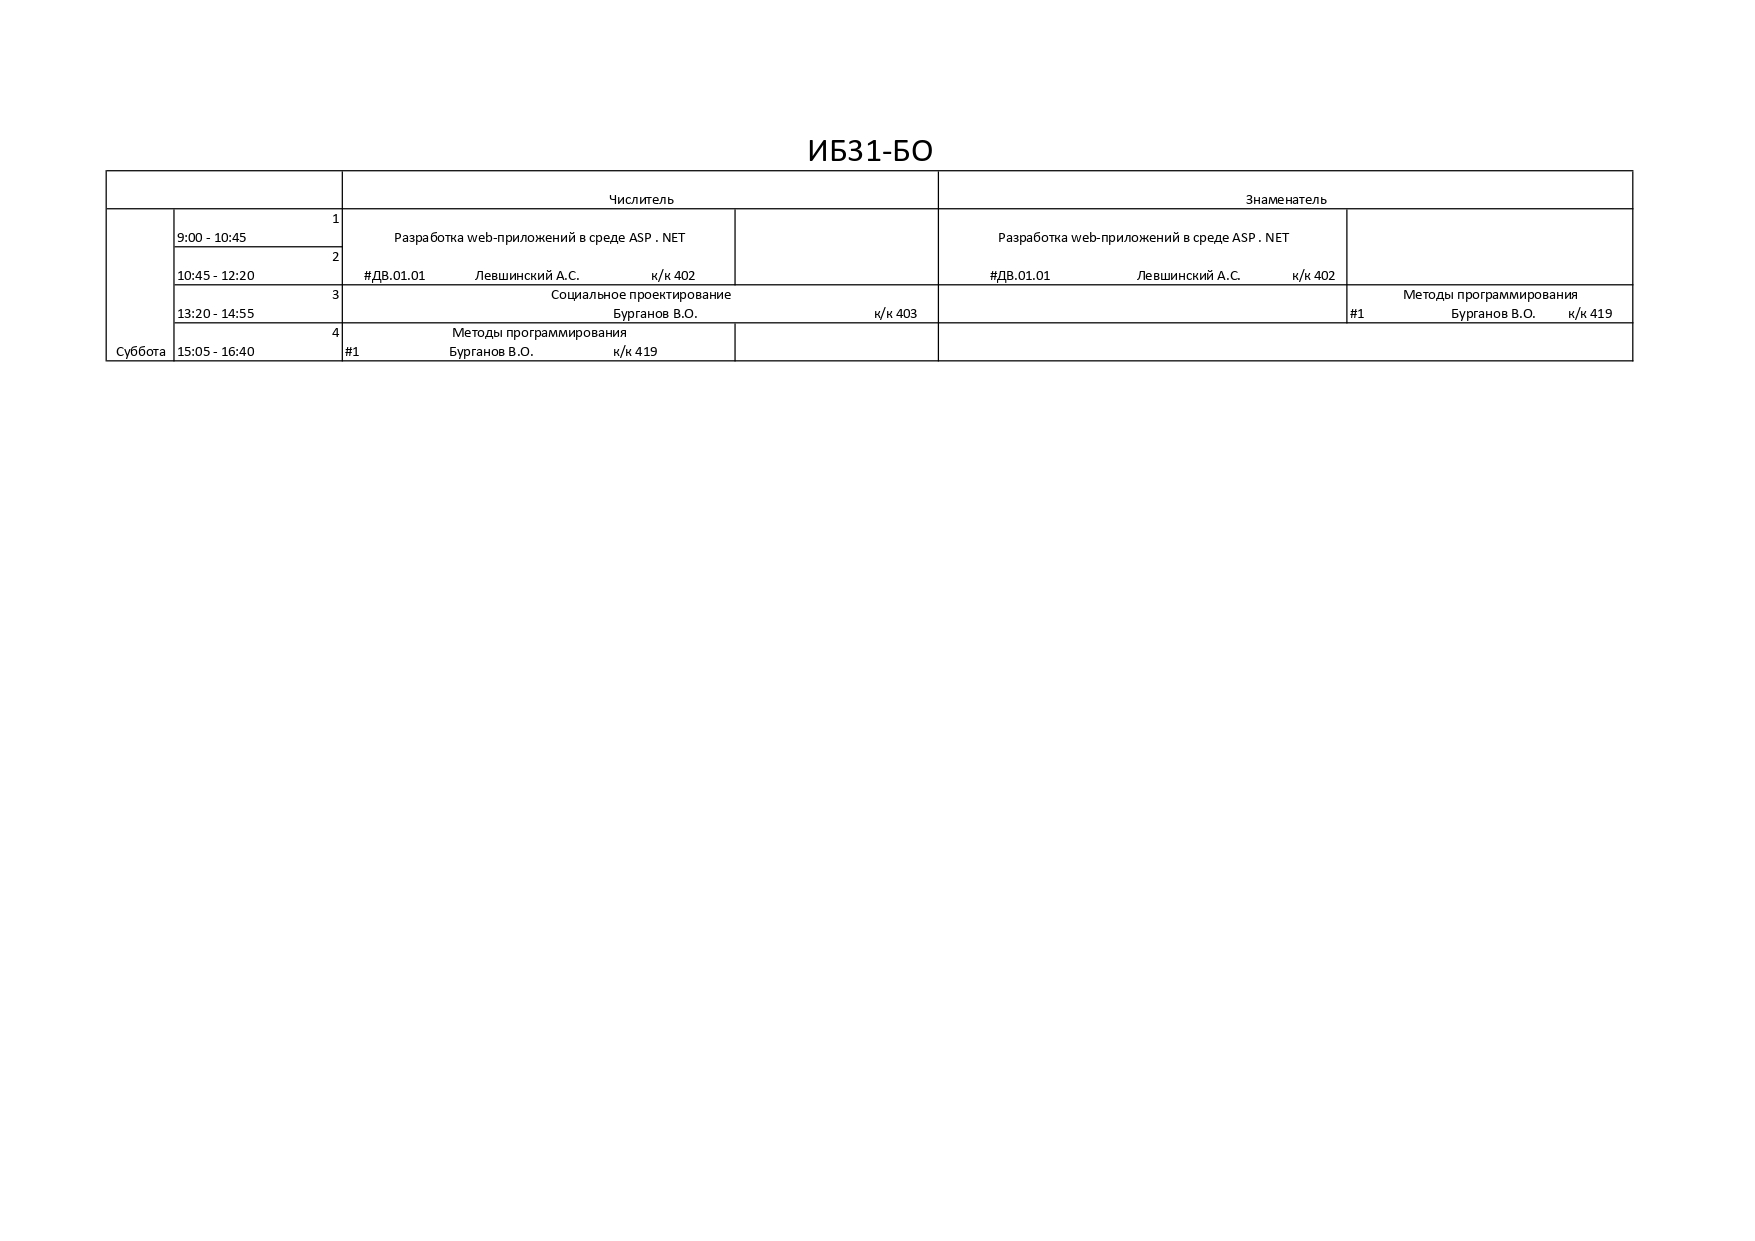 ИБ31-БО
Числитель Знаменатель
1
9:00 - 10:45 Разработка web-приложений в среде ASP . NET Разработка web-приложений в среде ASP . NET
2
10:45 - 12:20 #ДВ.01.01 Левшинский А.С. к/к 402 #ДВ.01.01 Левшинский А.С. к/к 402
3 Социальное проектирование Методы программирования
13:20 - 14:55 Бурганов В.О. к/к 403 #1 Бурганов В.О. к/к 419
4 Методы программирования
Суббота 15:05 - 16:40 #1 Бурганов В.О. к/к 419